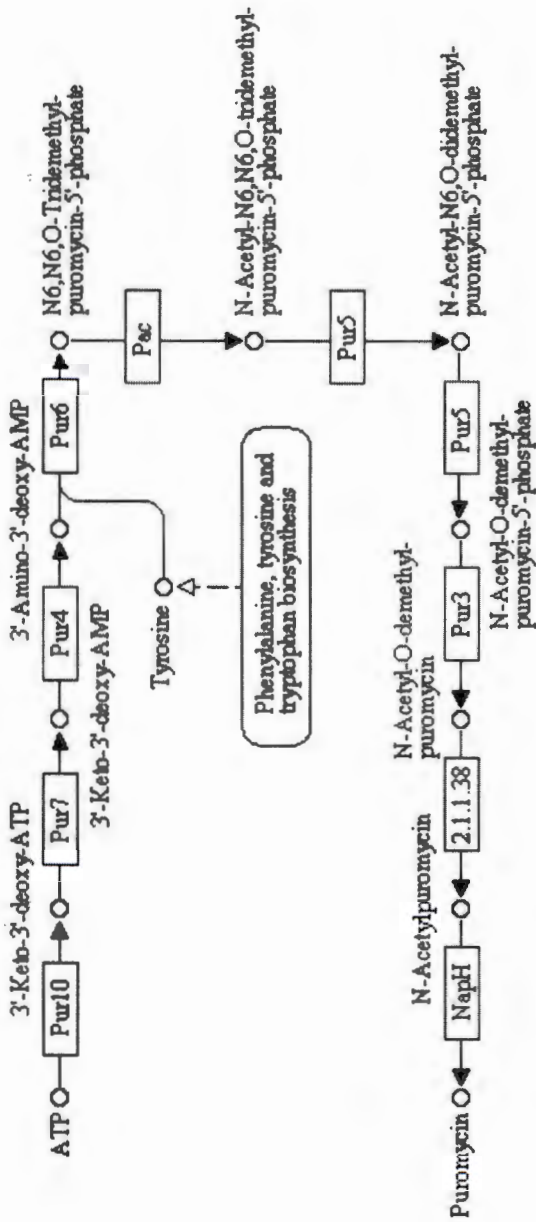 ATP
Pur10
3'-Keto-3'-deoxy-ATP
Pur7
3'-Keto-3'-deoxy-AMP
Pur4
3'-Amino-3'-deoxy-AMP
Pur6
N6,N6,O-Tridemethyl-
puromycin-5'-phosphate
Tyrosine
Phenylalanine, tyrosine and
tryptophan biosynthesis
Pac
N-Acetyl-N6,N6,O-tridemethyl-
puromycin-5'-phosphate
Pur5
N-Acetyl-N6,O-didemethyl-
puromycin-5'-phosphate
Pur5
N-Acetyl-O-demethyl-
puromycin-5'-phosphate
Pur3
N-Acetyl-O-demethyl-
puromycin
2.1.1.38
N-Acetylpuromycin
NapH
Puromycin